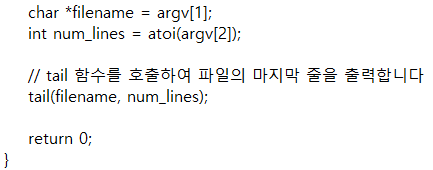 char *filename = argv[1];
int num_lines = atoi(argv[2]);
// tail 함수를 호출하여 파일의 마지막 줄을 출력합니다
tail(filename, num_lines);
return 0;
}